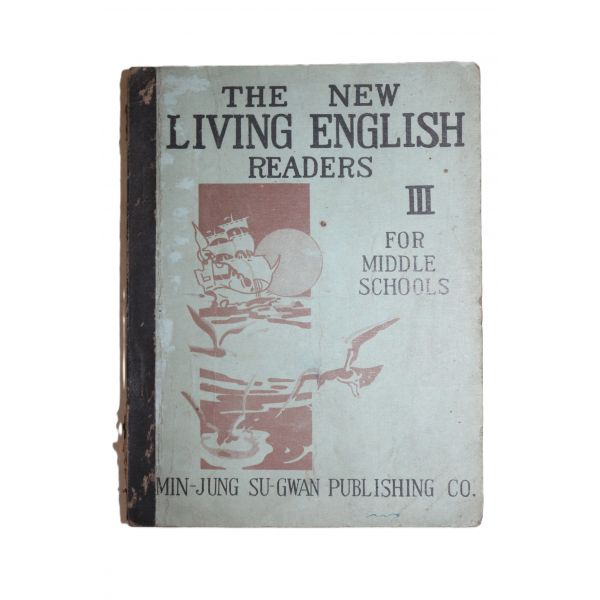 THE NEW
LIVING ENGLISH
READERS
III
FOR
MIDDLE
SCHOOLS
MIN-JUNG SU-GWAN PUBLISHING CO.